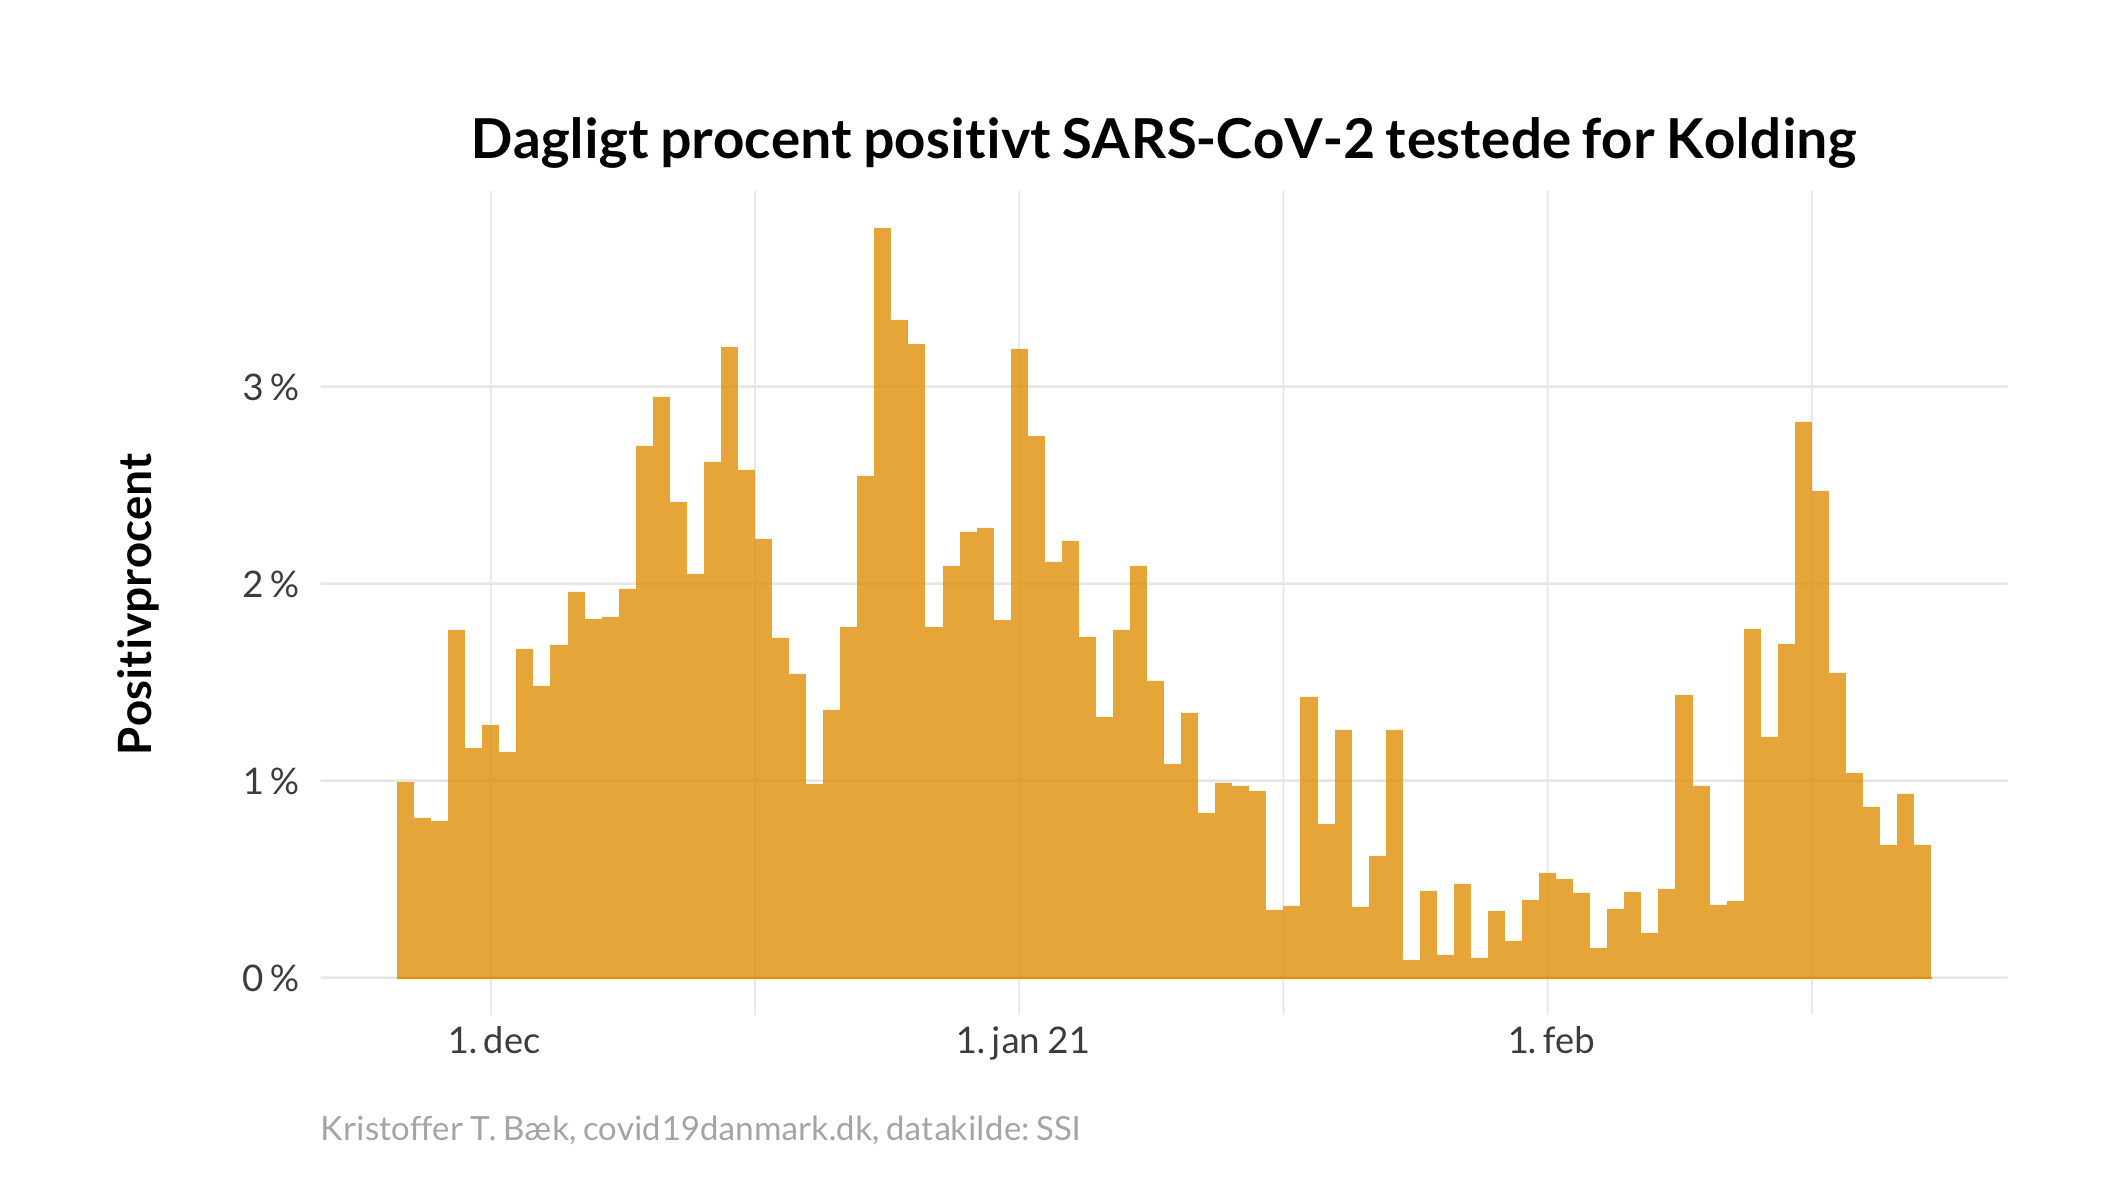 Dagligt procent positivt SARS-CoV-2 testede for Kolding
Positivprocent
3 %
2 %
1 %
0 %
1. dec
1. jan 21
1. feb
Kristoffer T. Bæk, covid19danmark.dk, datakilde: SSI